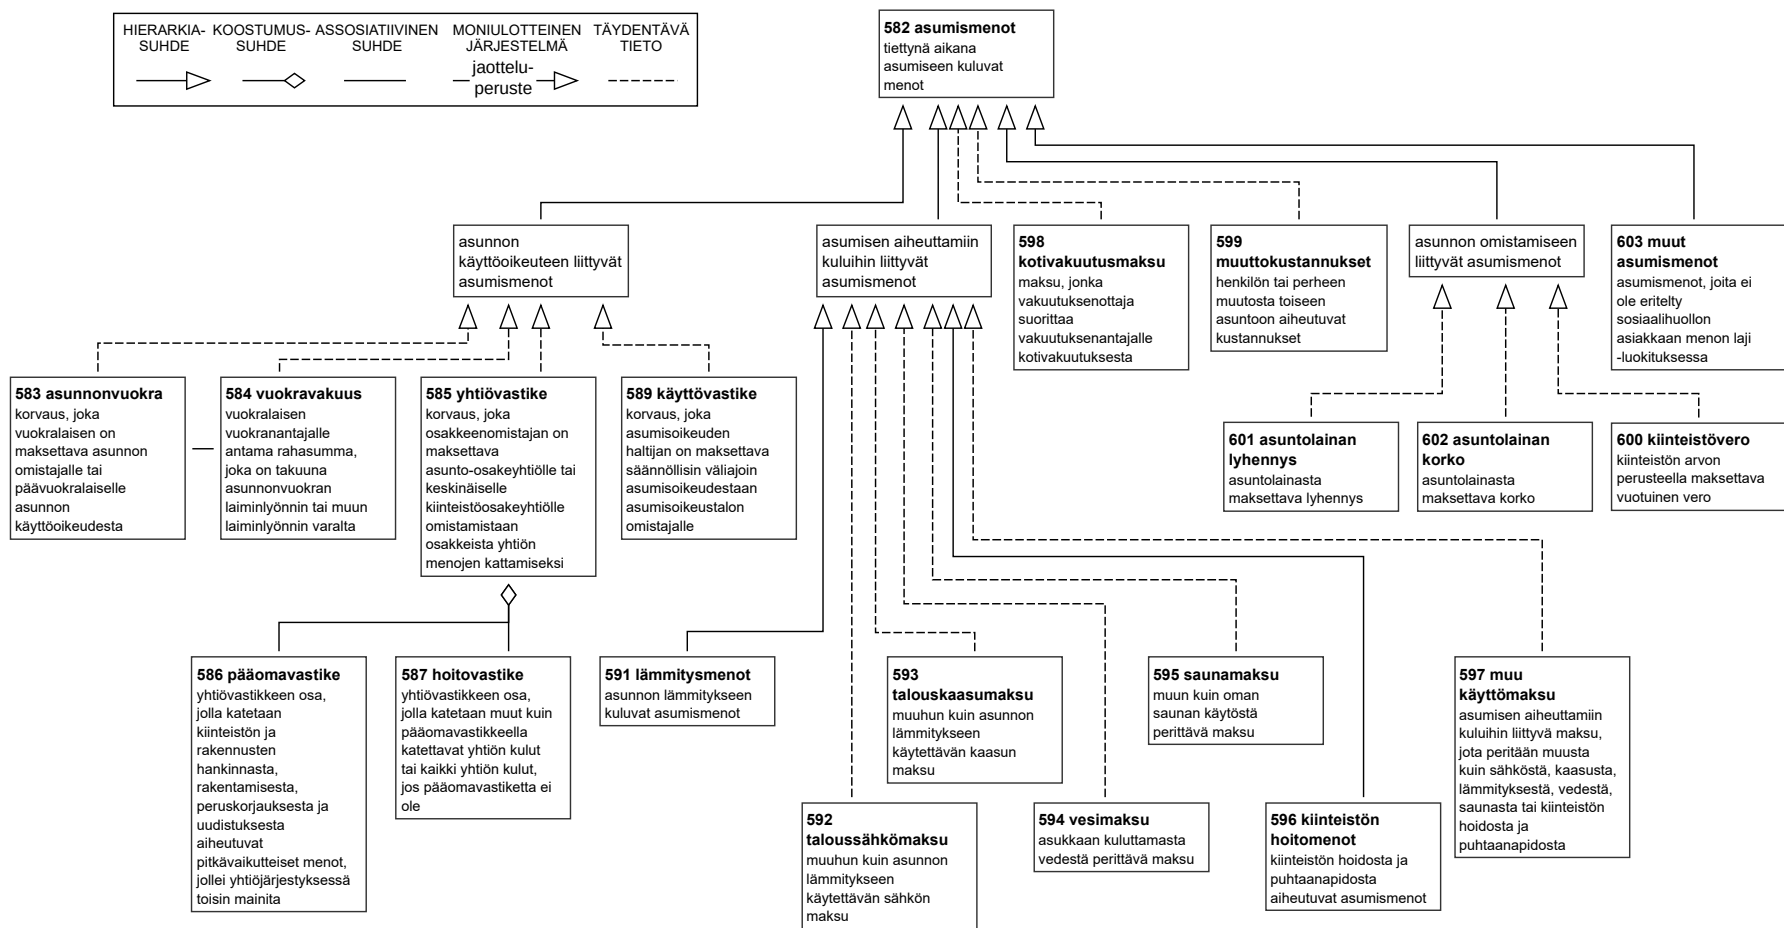 HIERARKIA-
SUHDE
KOOSTUMUS-
SUHDE
ASSOSIATIIVINEN
SUHDE
MONIULOTTEINEN
JÄRJESTELMÄ
jaottelu-
peruste
TÄYDENTÄVÄ
TIETO
582 asumismenot
tiettynä aikana
asumiseen kuluvat
menot
asunnon
käyttöoikeuteen liittyvät
asumismenot
asumisen aiheuttamiin
kuluihin liittyvät
asumismenot
598
kotivakuutusmaksu
maksu, jonka
vakuutuksenottaja
suorittaa
vakuutuksenantajalle
kotivakuutuksesta
599
muuttokustannukset
henkilön tai perheen
muutosta toiseen
asuntoon aiheutuvat
kustannukset
asunnon omistamiseen
liittyvät asumismenot
603 muut
asumismenot
asumismenot, joita ei
ole eritelty
sosiaalihuollon
asiakkaan menon laji
-luokituksessa
583 asunnonvuokra
korvaus, joka
vuokralaisen on
maksettava asunnon
omistajalle tai
päävuokralaiselle
asunnon
käyttöoikeudesta
584 vuokravakuus
vuokralaisen
vuokranantajalle
antama rahasumma,
joka on takuuna
asunnonvuokran
laiminlyönnin tai muun
laiminlyönnin varalta
585 yhtiövastike
korvaus, joka
osakkeenomistajan on
maksettava
asunto-osakeyhtiölle tai
keskinäiselle
kiinteistöosakeyhtiölle
omistamistaan
osakkeista yhtiön
menojen kattamiseksi
589 käyttövastike
korvaus, joka
asumisoikeuden
haltijan on maksettava
säännöllisin väliajoin
asumisoikeudestaan
asumisoikeustalon
omistajalle
601 asuntolainan
lyhennys
asuntolainasta
maksettava lyhennys
602 asuntolainan
korko
asuntolainasta
maksettava korko
600 kiinteistövero
kiinteistön arvon
perusteella maksettava
vuotuinen vero
586 pääomavastike
yhtiövastikkeen osa,
jolla katetaan
kiinteistön ja
rakennusten
hankinnasta,
rakentamisesta,
peruskorjauksesta ja
uudistuksesta
aiheutuvat
pitkävaikutteiset menot,
jollei yhtiöjärjestyksessä
toisin mainita
587 hoitovastike
yhtiövastikkeen osa,
jolla katetaan muut kuin
pääomavastikkeella
katettavat yhtiön kulut
tai kaikki yhtiön kulut,
jos pääomavastiketta ei
ole
591 lämmitysmenot
asunnon lämmitykseen
kuluvat asumismenot
593
talouskaasumaksu
muuhun kuin asunnon
lämmitykseen
käytettävän kaasun
maksu
595 saunamaksu
muun kuin oman
saunan käytöstä
perittävä maksu
597 muu
käyttömaksu
asumisen aiheuttamiin
kuluihin liittyvä maksu,
jota peritään muusta
kuin sähköstä, kaasusta,
lämmityksestä, vedestä,
saunasta tai kiinteistön
hoidosta ja
puhtaanapidosta
592
taloussähkömaksu
muuhun kuin asunnon
lämmitykseen
käytettävän sähkön
maksu
594 vesimaksu
asukkaan kuluttamasta
vedestä perittävä maksu
596 kiinteistön
hoitomenot
kiinteistön hoidosta ja
puhtaanapidosta
aiheutuvat asumismenot